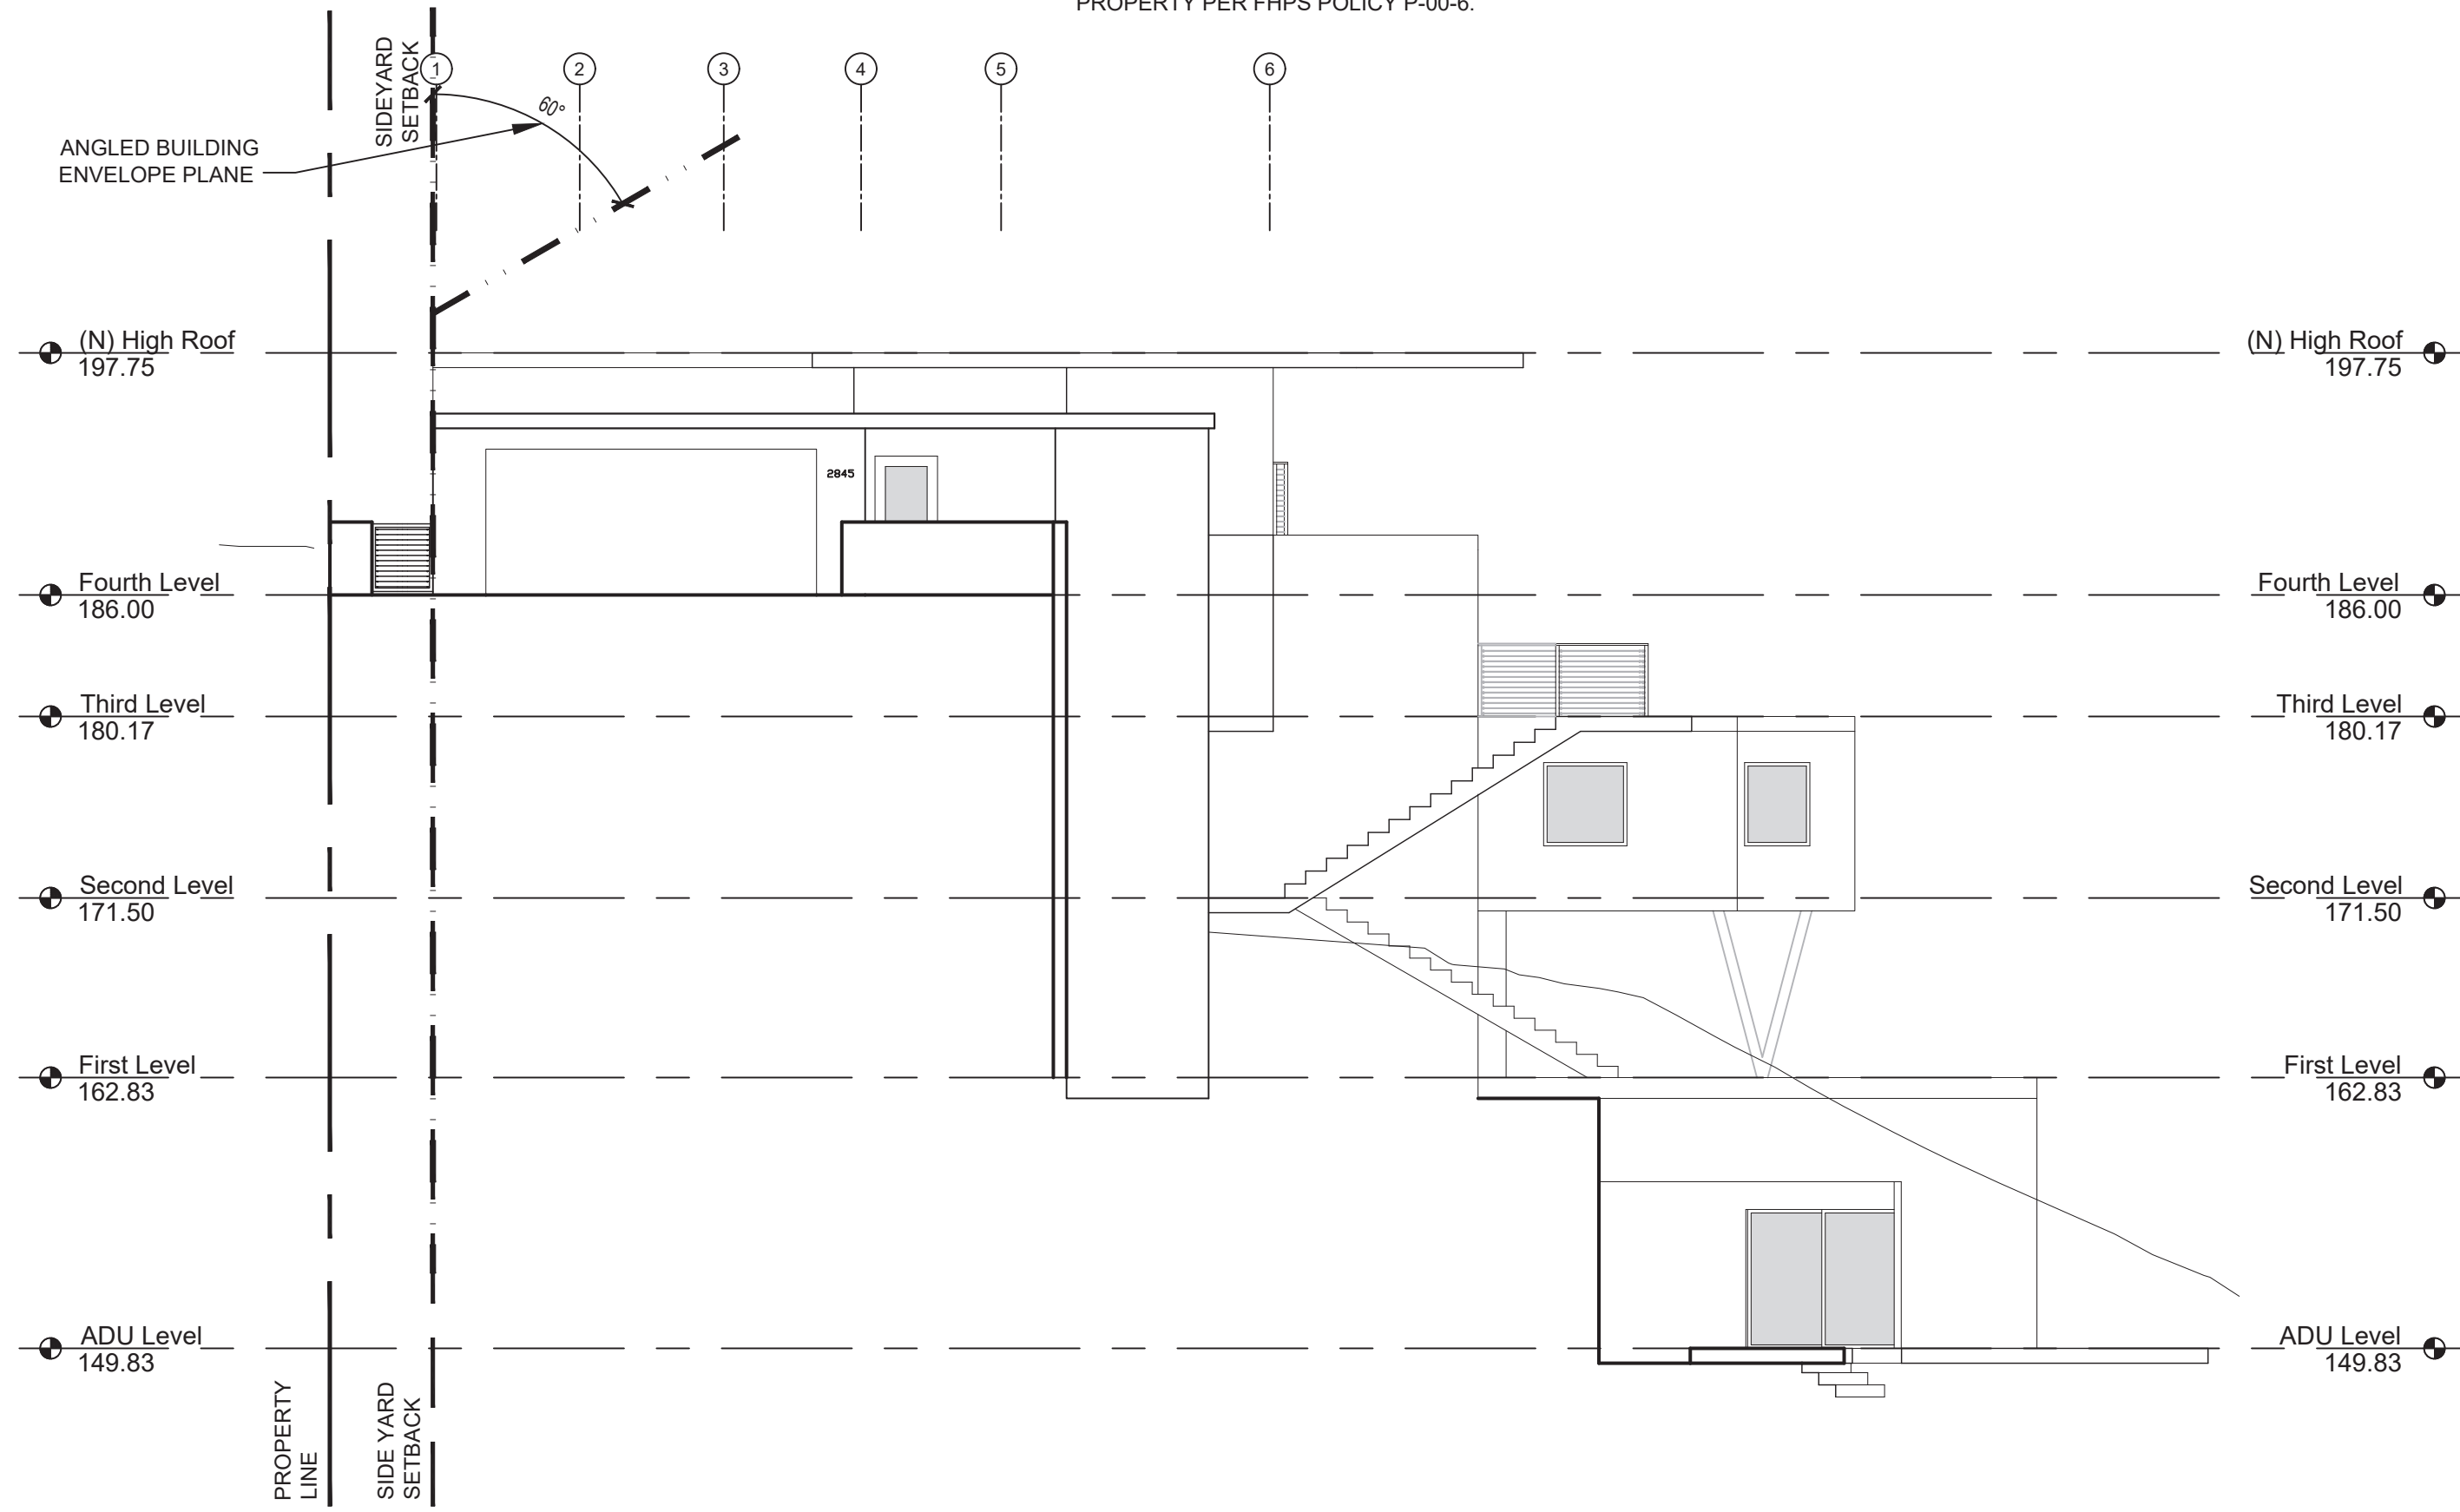 PROPERTY PER FHPS POLICY P-00-6.
SIDEYARD
SETBACK
1
2
3
4
5
6
60°
ANGLED BUILDING
ENVELOPE PLANE
(N) High Roof
197.75
(N) High Roof
197.75
2845
Fourth Level
186.00
Fourth Level
186.00
Third Level
180.17
Third Level
180.17
Second Level
171.50
Second Level
171.50
First Level
162.83
First Level
162.83
ADU Level
149.83
ADU Level
149.83
PROPERTY
LINE
SIDE YARD
SETBACK